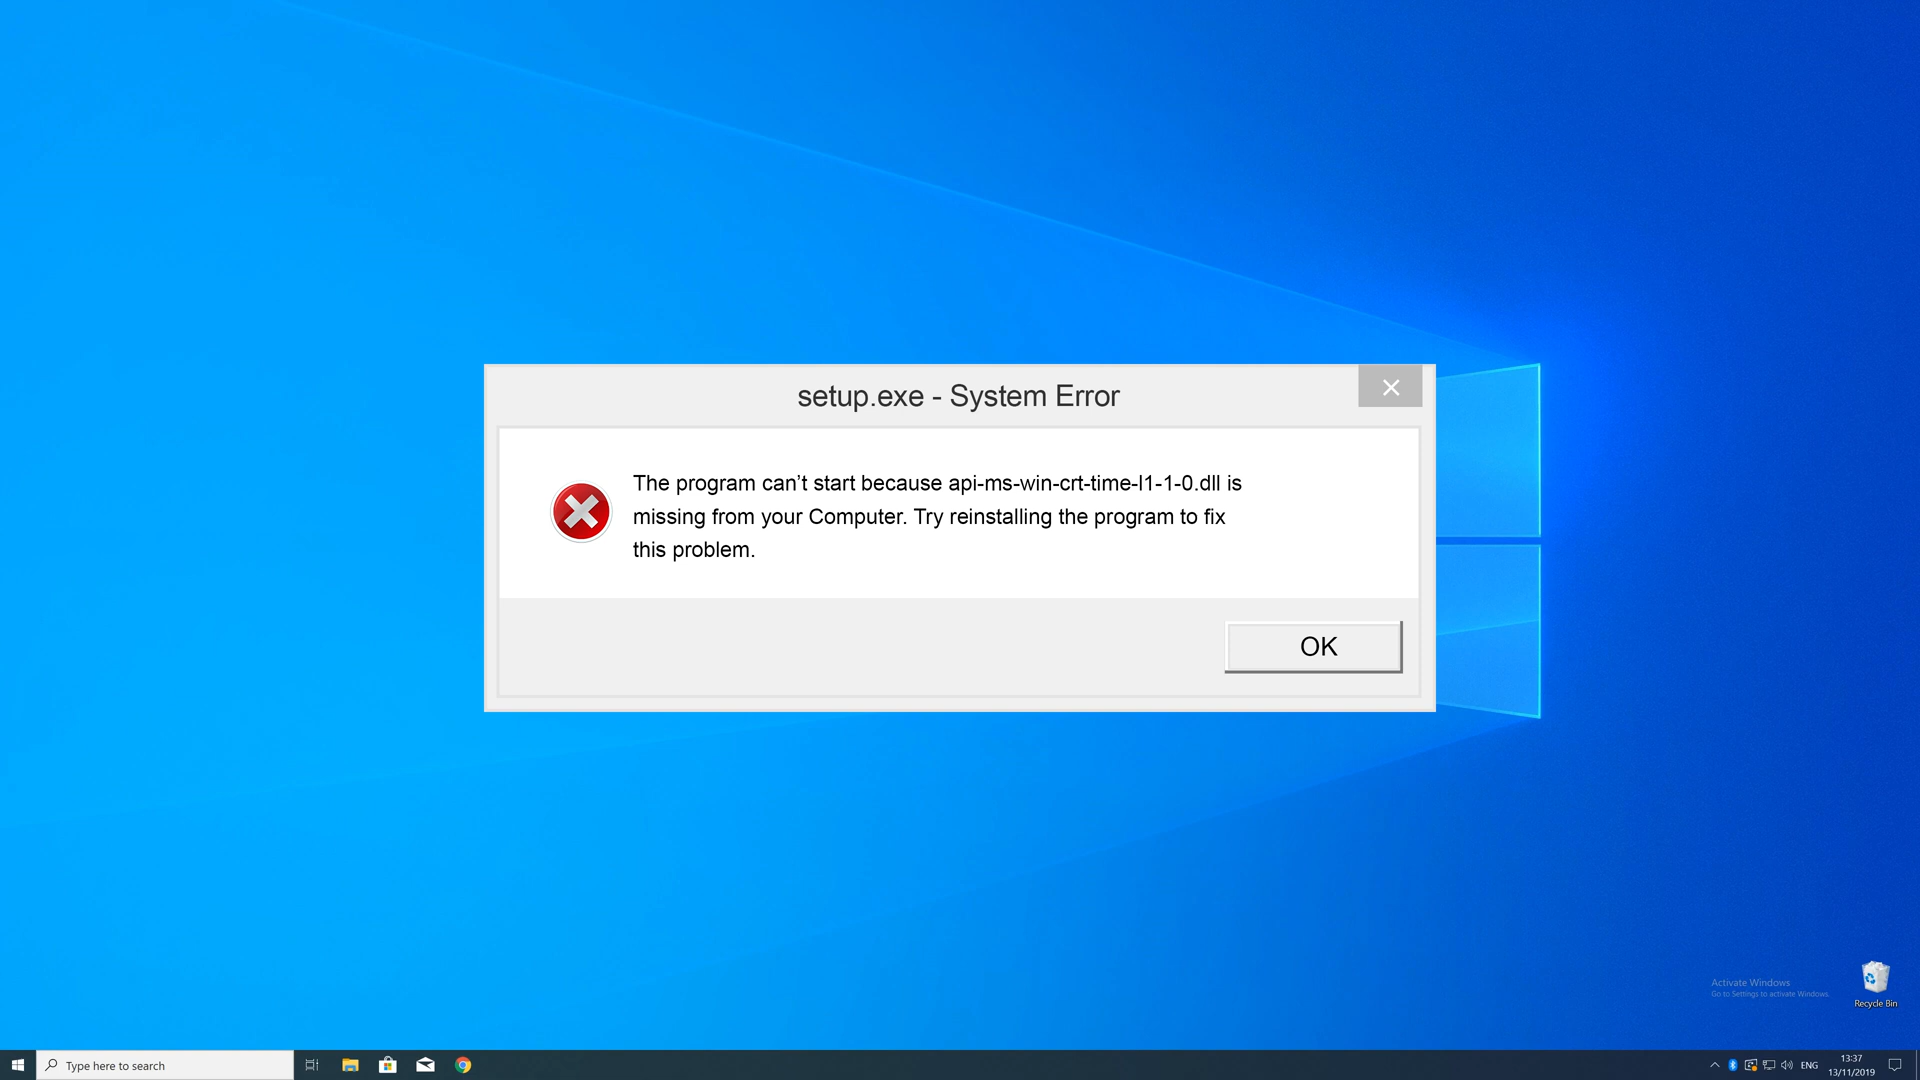 setup.exe - System Error
The program can’t start because api-ms-win-crt-time-l1-1-0.dll is
missing from your Computer. Try reinstalling the program to fix
this problem.
OK
Activate Windows
Go to Settings to activate Windows.
Recycle Bin
Type here to search
ENG
13:37
13/11/2019